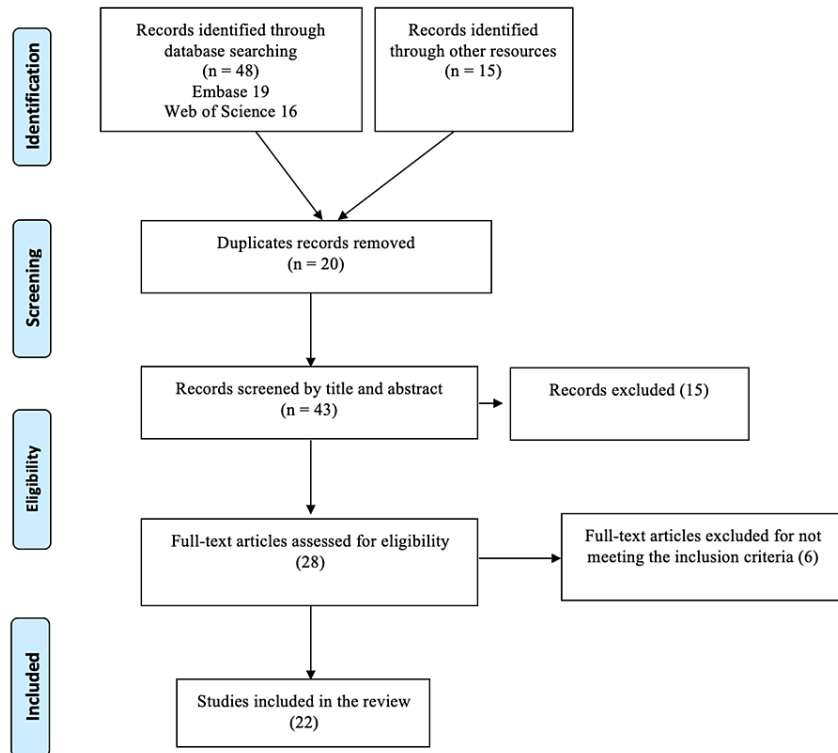 Identification
Records identified through
database searching
(n = 48)
Embase 19
Web of Science 16
Records identified
through other resources
(n = 15)
Screening
Duplicates records removed
(n = 20)
Records screened by title and abstract
(n = 43)
Records excluded (15)
Eligibility
Full-text articles assessed for eligibility
(28)
Full-text articles excluded for not
meeting the inclusion criteria (6)
Included
Studies included in the review
(22)